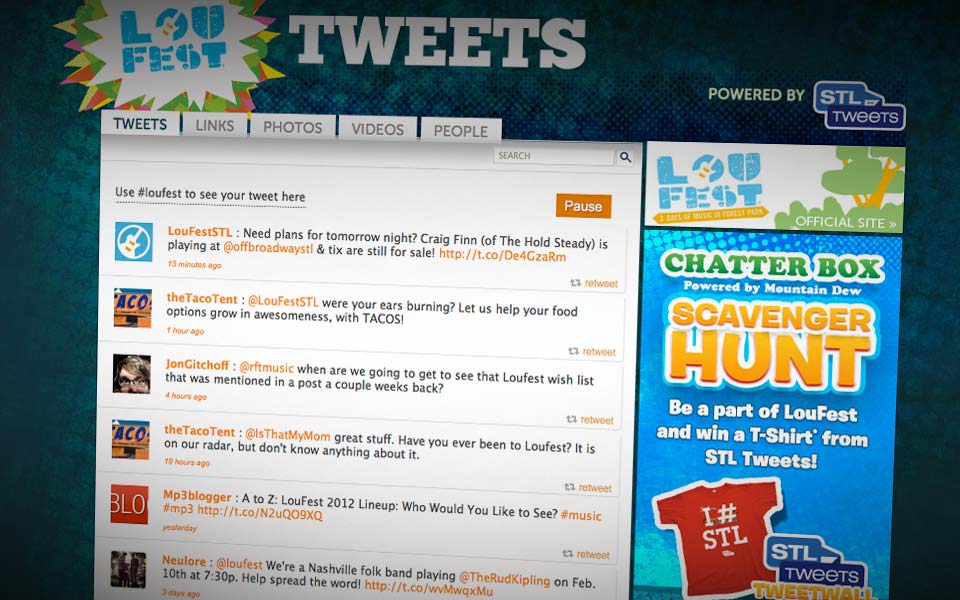 LOU
FEST
TWEETS
POWERED BY STL
TWEETS
TWEETS LINKS PHOTOS VIDEOS PEOPLE
SEARCH
Use #loufest to see your tweet here
Pause
LouFestSTL : Need plans for tomorrow night? Craig Finn (of The Hold Steady) is
playing at @offbroadwaystl & tix are still for sale! http://t.co/De4GzaRm
13 minutes ago
retweet
theTacoTent : @LouFestSTL were your ears burning? Let us help your food
options grow in awesomeness, with TACOS!
1 hour ago
retweet
JonGitchoff : @rftmusic when are we going to get to see that Loufest wish list
that was mentioned in a post a couple weeks back?
4 hours ago
retweet
theTacoTent : @IsThatMyMom great stuff. Have you ever been to Loufest? It is
on our radar, but don't know anything about it.
19 hours ago
retweet
Mp3blogger : A to Z: LouFest 2012 Lineup: Who Would You Like to See? #music
#mp3 http://t.co/N2uQO9XQ
yesterday
retweet
Neulore : @loufest We're a Nashville folk band playing @TheRudKipling on Feb.
10th at 7:30p. Help spread the word! http://t.co/wvMwqxMu
3 days ago
TACO
TACO
BLO
LOU
FEST
2 DAYS OF MUSIC IN FOREST PARK
OFFICIAL SITE »
CHATTER BOX
Powered by Mountain Dew
SCAVENGER
HUNT
Be a part of LouFest
and win a T-Shirt* from
STL Tweets!
I #
STL
STL
TWEETS
TWEETWALL